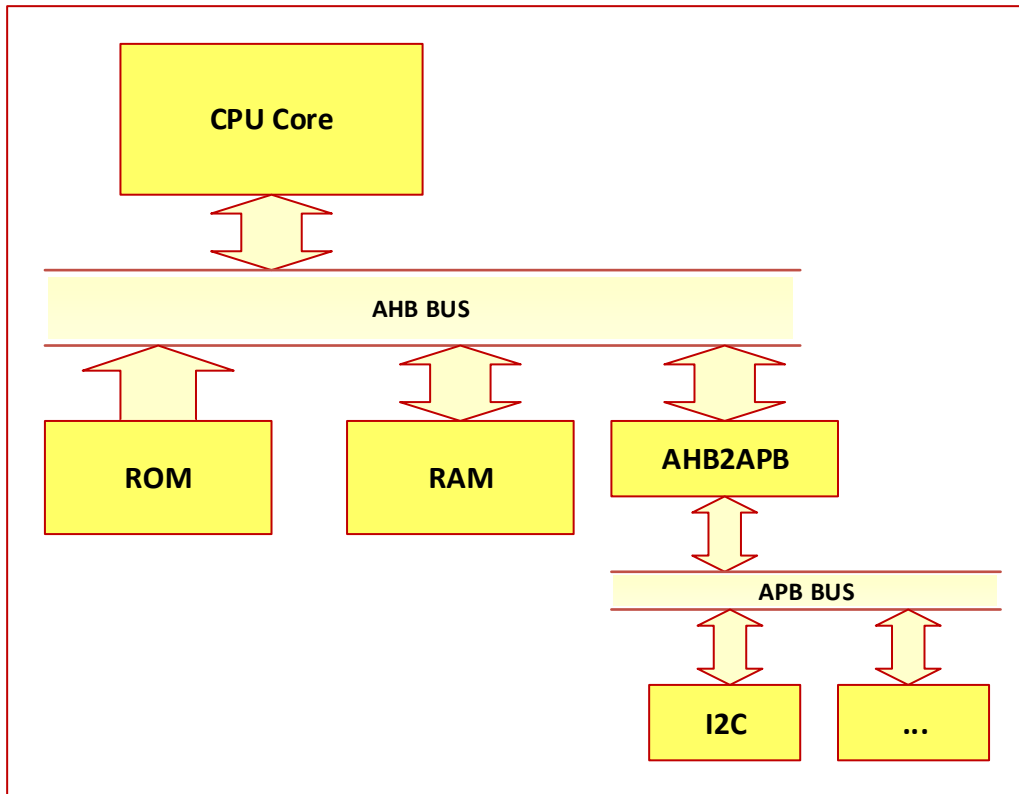 CPU Core
AHB BUS
ROM
RAM
AHB2APB
APB BUS
I2C
...